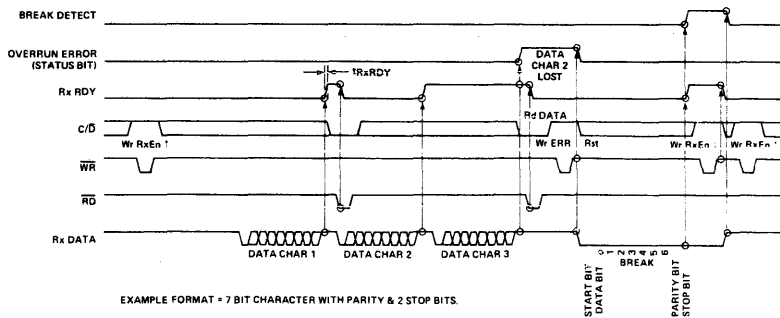 BREAK DETECT
OVERRUN ERROR
(STATUS BIT)
DATA
CHAR 2
LOST
tRxRDY
Rx RDY
Rd DATA
C/D̅
Wr RxEn ↑
Wr ERR
Rst
Wr RxEn ↓
Wr RxEn ↑
W̅R̅
R̅D̅
Rx DATA
DATA CHAR 1
DATA CHAR 2
DATA CHAR 3
START BIT
DATA BIT
0 1 2 3 4 5 6
BREAK
PARITY BIT
STOP BIT
EXAMPLE FORMAT = 7 BIT CHARACTER WITH PARITY & 2 STOP BITS.